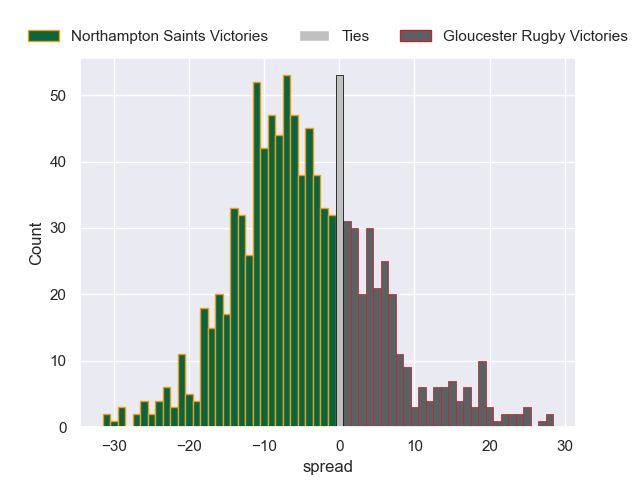 Northampton Saints Victories Ties Gloucester Rugby Victories
50
40
30
20
10
0
Count
−30 −20 −10 0 10 20 30
spread